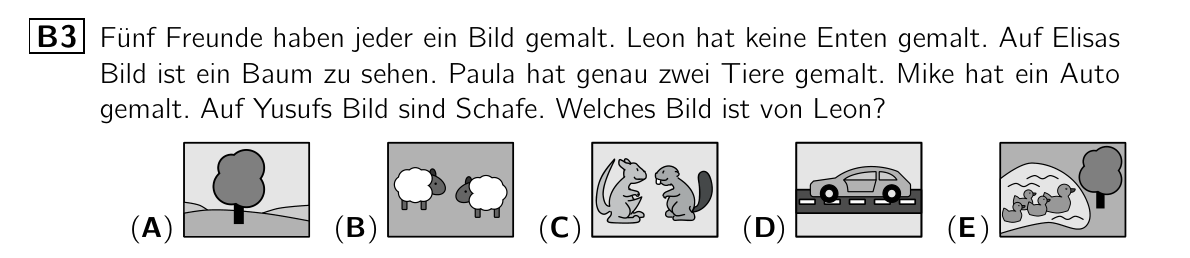 B3 Fünf Freunde haben jeder ein Bild gemalt. Leon hat keine Enten gemalt. Auf Elisas
Bild ist ein Baum zu sehen. Paula hat genau zwei Tiere gemalt. Mike hat ein Auto
gemalt. Auf Yusufs Bild sind Schafe. Welches Bild ist von Leon?
(A) (B) (C) (D) (E)